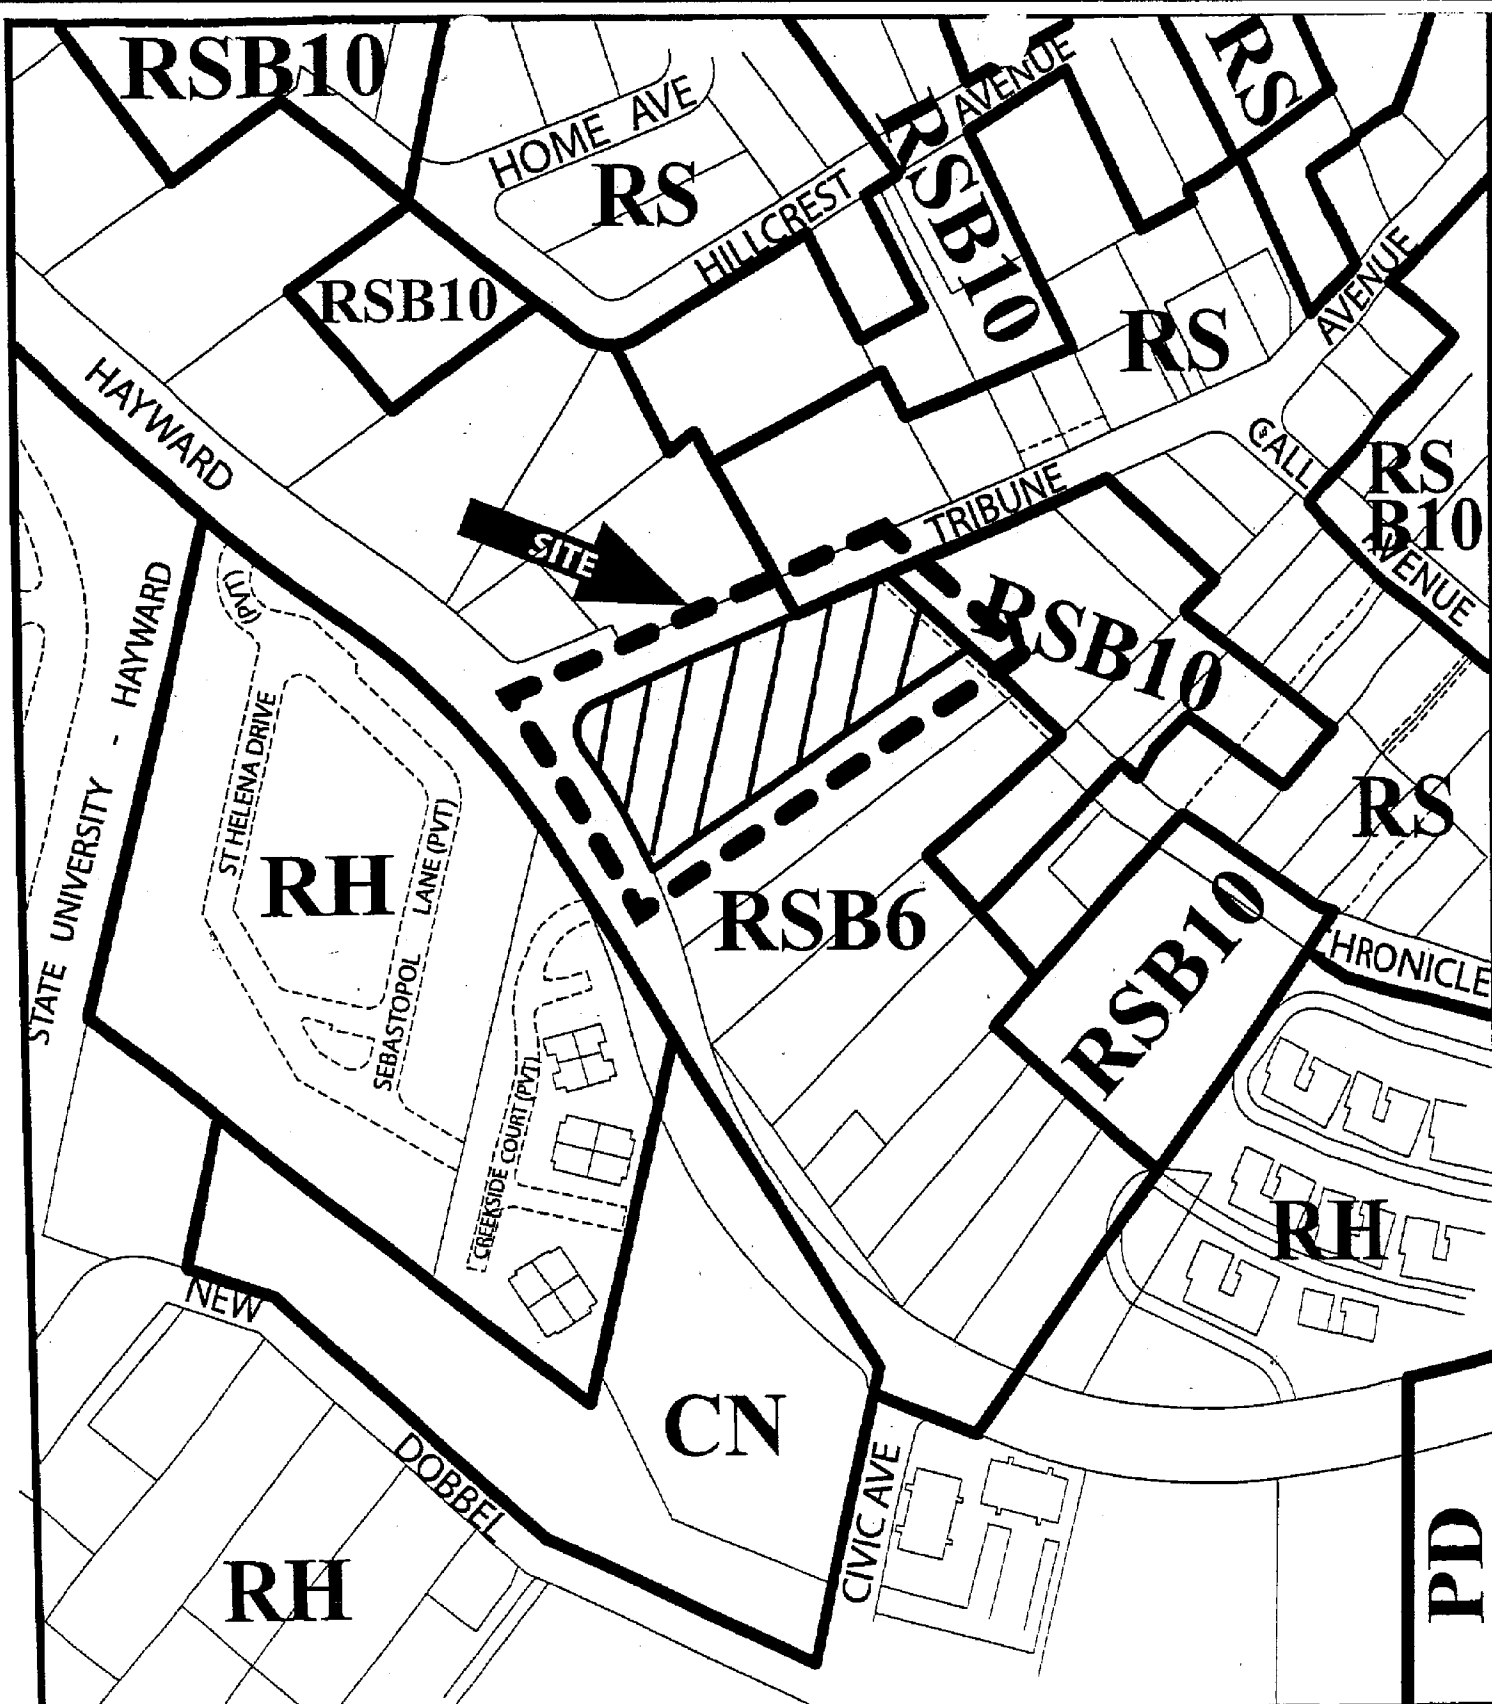 RSB10
HOME AVE
RS
HILLCREST
AVENUE
RSB10
RS
RSB10
RS
AVENUE
HAYWARD
CALL
AVENUE
RS
B10
SITE
TRIBUNE
RSB10
(PVT)
STATE UNIVERSITY - HAYWARD
ST HELENA DRIVE
RH
SEBASTOPOL LANE (PVT)
RSB6
RS
RSB10
CHRONICLE
CREEKSIDE COURT (PVT)
RH
NEW
DOBBEL
CN
CIVIC AVE
RH
PD